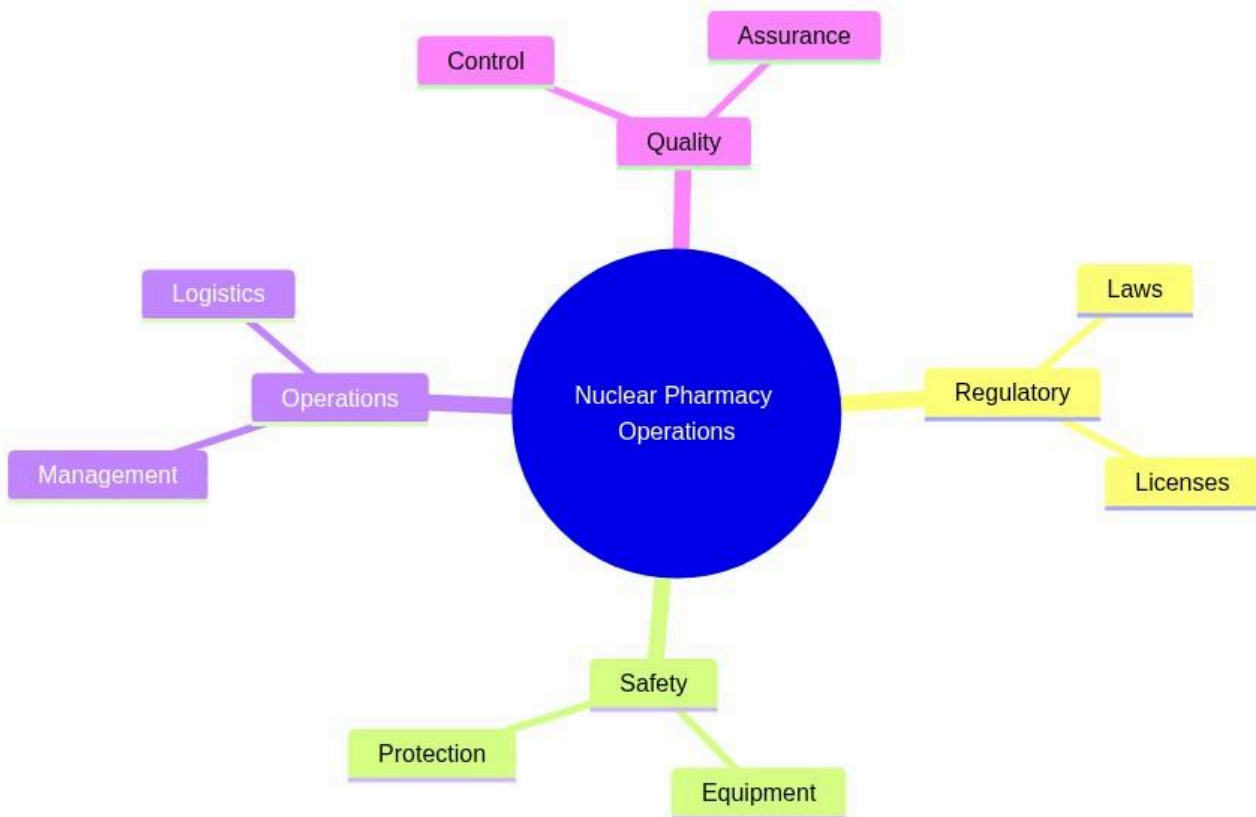 Assurance
Control
Quality
Logistics
Laws
Operations
Nuclear Pharmacy
Operations
Regulatory
Management
Licenses
Safety
Protection
Equipment